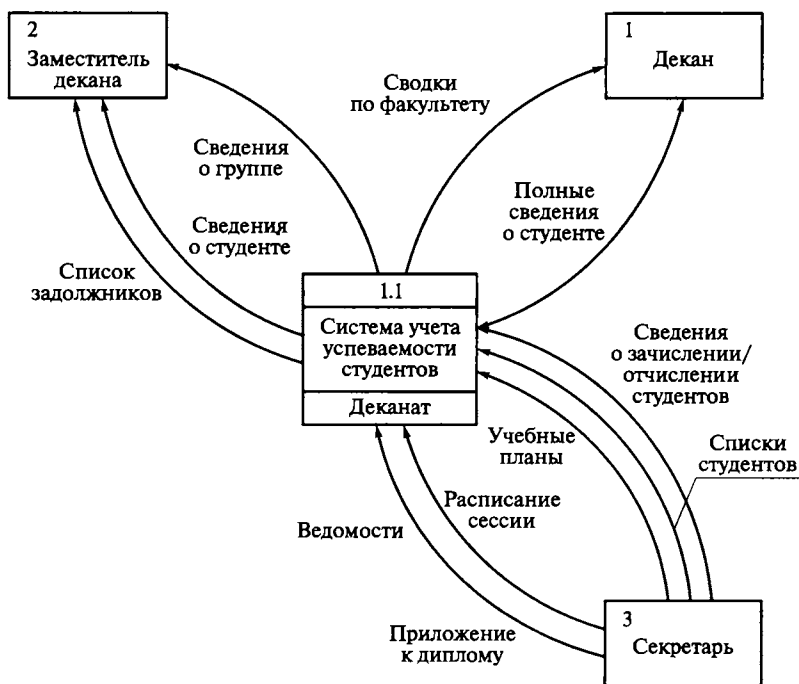 2
Заместитель
декана
1
Декан
Сводки
по факультету
Сведения
о группе
Полные
сведения
о студенте
Сведения
о студенте
Список
задолжников
1.1
Система учета
успеваемости
студентов
Деканат
Сведения
о зачислении/
отчислении
студентов
Учебные
планы
Списки
студентов
Расписание
сессии
Ведомости
Приложение
к диплому
3
Секретарь